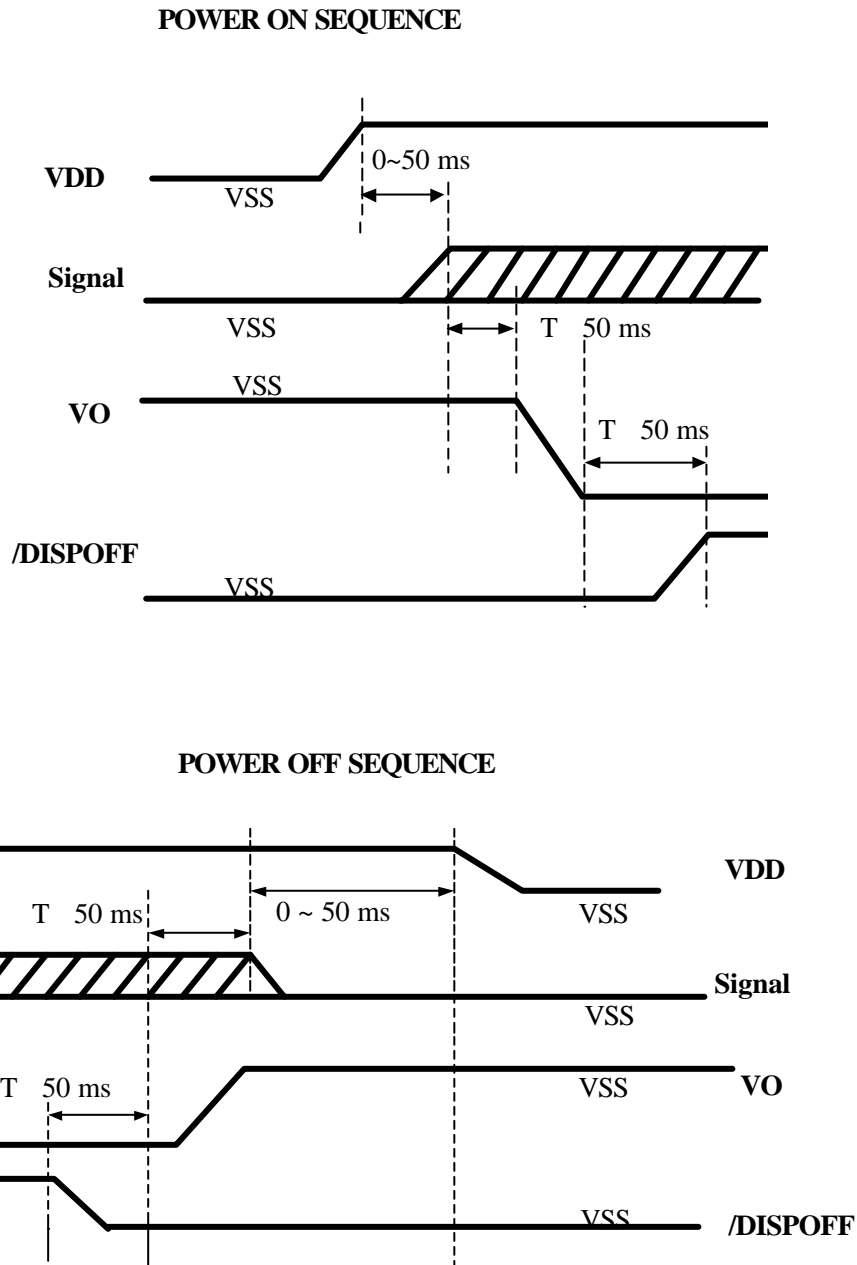 POWER ON SEQUENCE
0~50 ms
VDD
VSS
Signal
VSS
T 50 ms
VSS
VO
T 50 ms
/DISPOFF
VSS
POWER OFF SEQUENCE
VDD
T 50 ms
0 ~ 50 ms
VSS
Signal
VSS
T 50 ms
VSS
VO
VSS
/DISPOFF